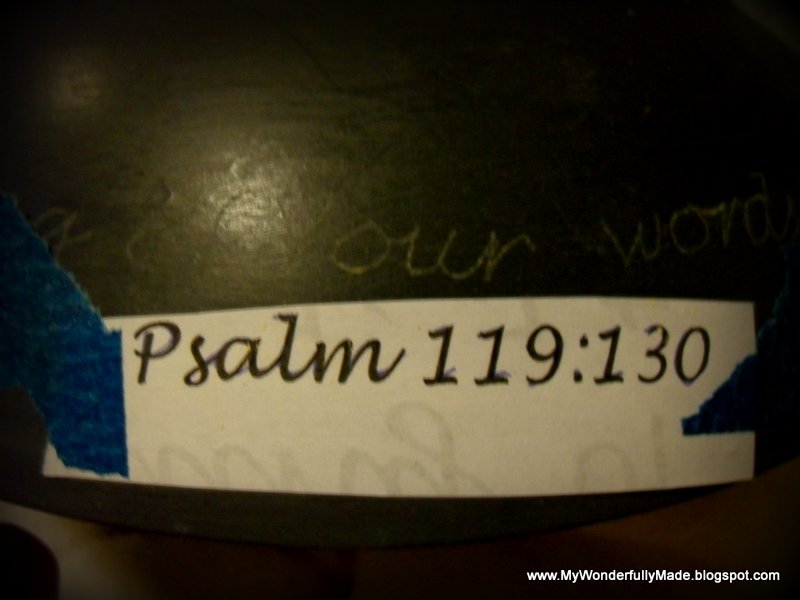 our words
Psalm 119:130
www.MyWonderfullyMade.blogspot.com